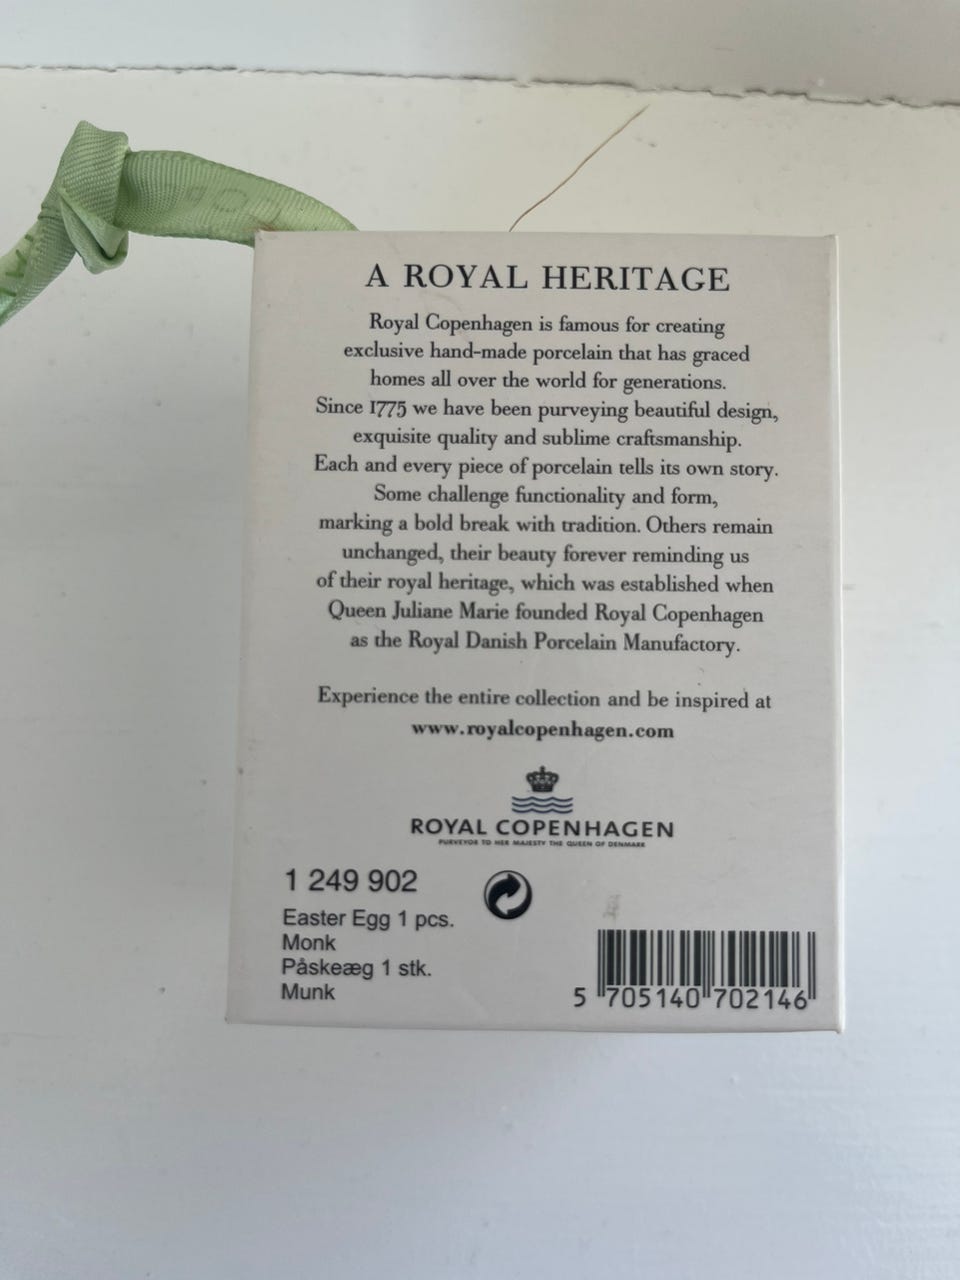 A ROYAL HERITAGE
Royal Copenhagen is famous for creating
exclusive hand-made porcelain that has graced
homes all over the world for generations.
Since 1775 we have been purveying beautiful design,
exquisite quality and sublime craftsmanship.
Each and every piece of porcelain tells its own story.
Some challenge functionality and form,
marking a bold break with tradition. Others remain
unchanged, their beauty forever reminding us
of their royal heritage, which was established when
Queen Juliane Marie founded Royal Copenhagen
as the Royal Danish Porcelain Manufactory.
Experience the entire collection and be inspired at
www.royalcopenhagen.com
ROYAL COPENHAGEN
PURVEYOR TO HER MAJESTY THE QUEEN OF DENMARK
1 249 902
Easter Egg 1 pcs.
Monk
Påskeæg 1 stk.
Munk
5 705140 702146